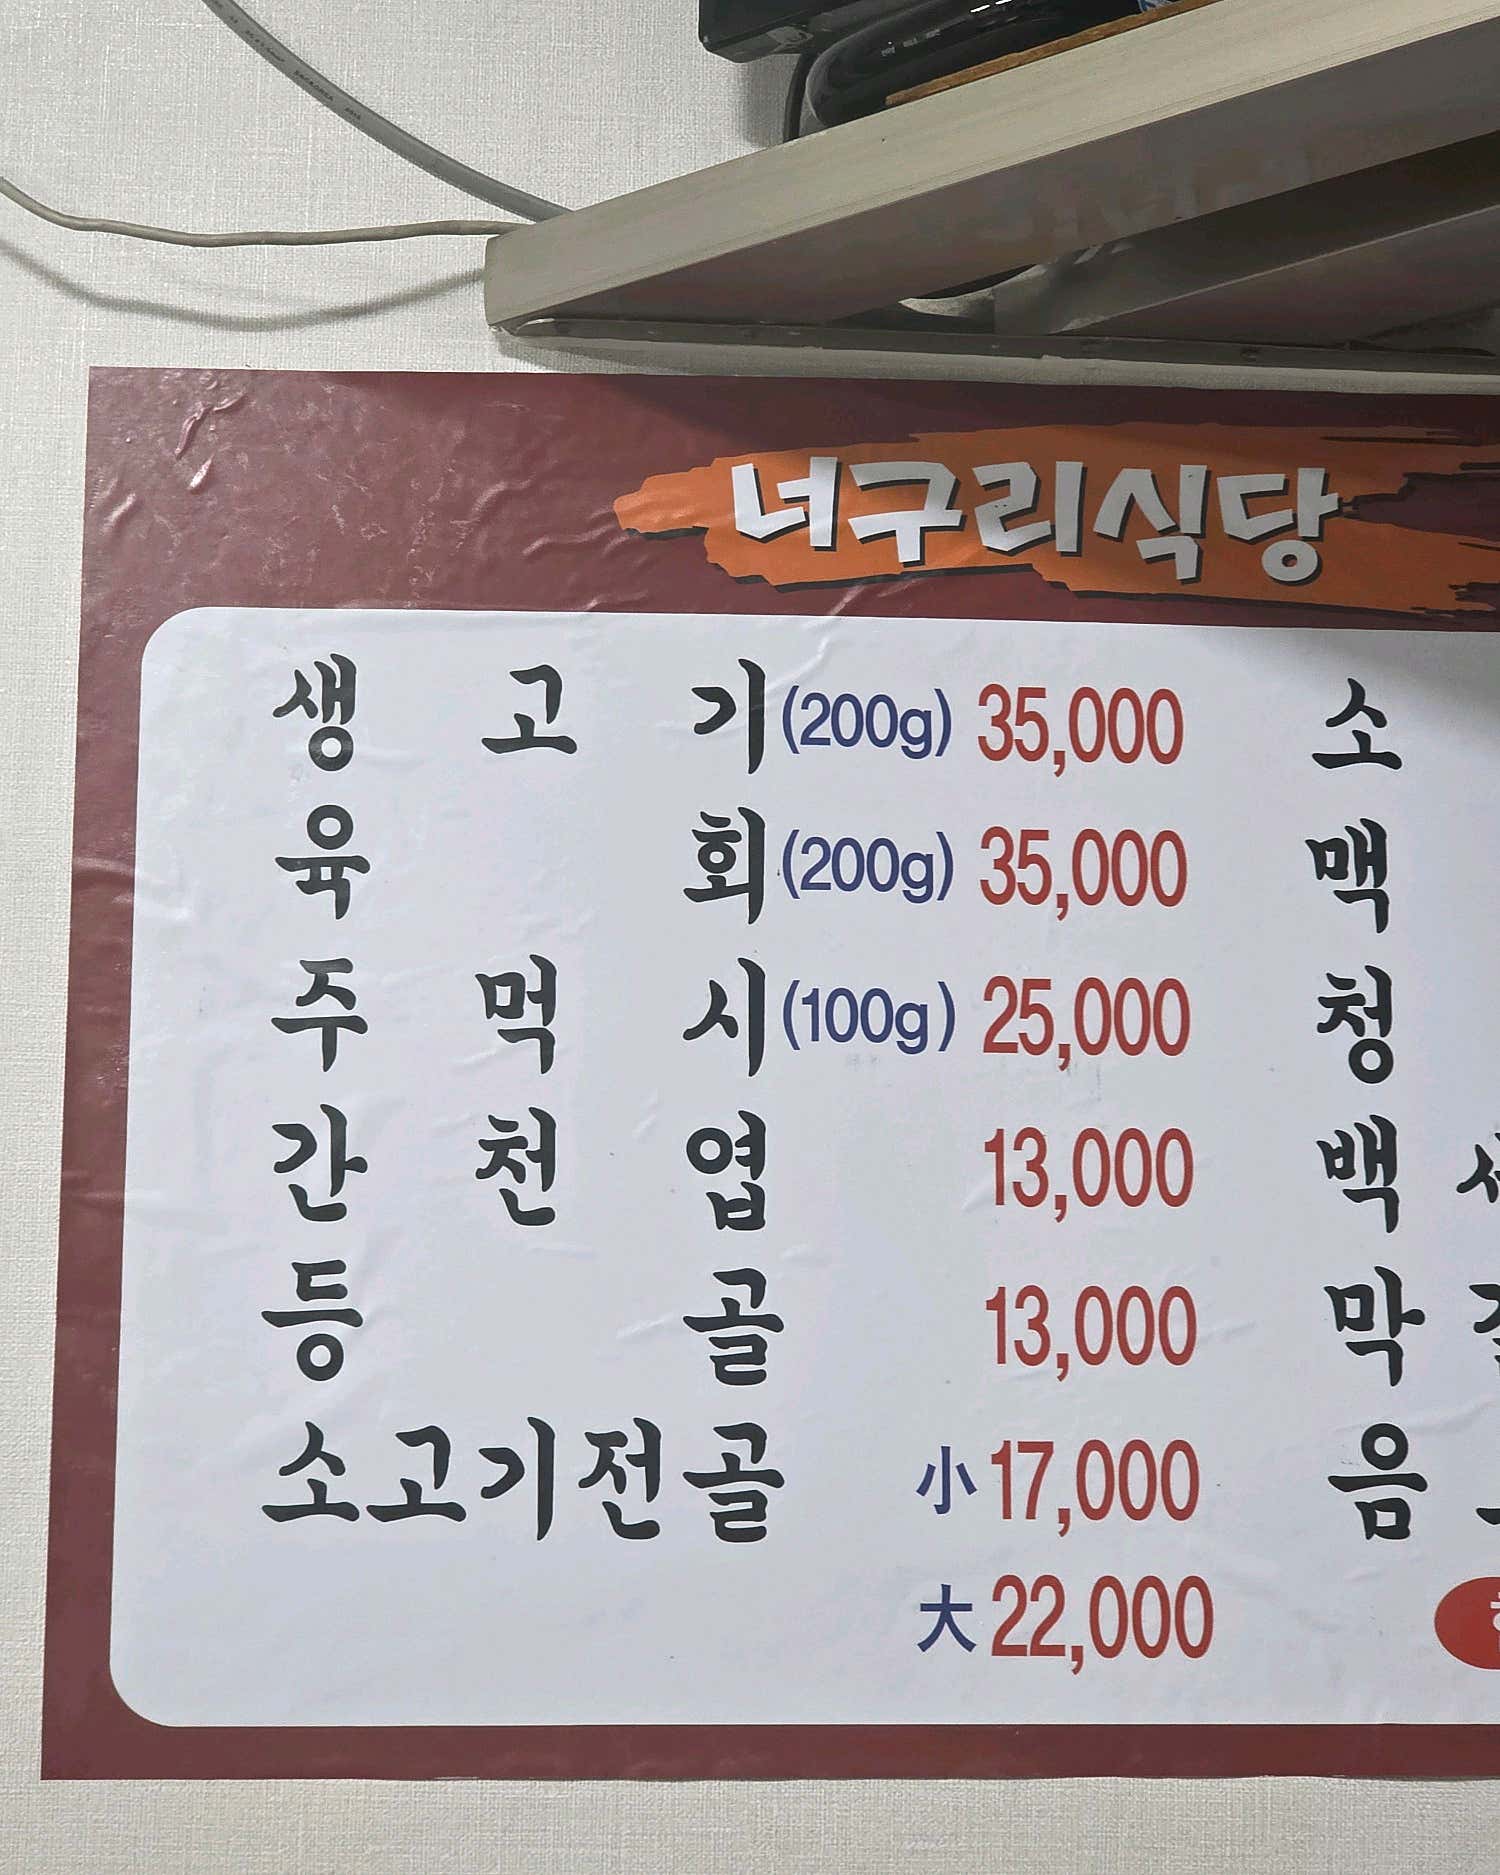 너구리식당
생고기(200g) 35,000
육회(200g) 35,000
주먹시(100g) 25,000
간천엽 13,000
등골 13,000
소고기전골 小 17,000
大 22,000
소
맥
청
백
막
음